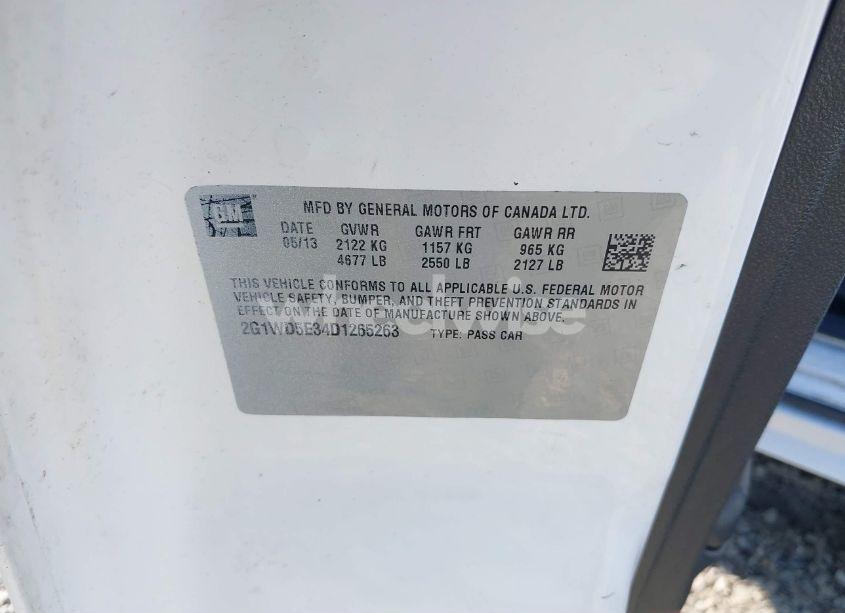 GM
MFD BY GENERAL MOTORS OF CANADA LTD.
DATE GVWR GAWR FRT GAWR RR
05/13 2122 KG 1157 KG 965 KG
4677 LB 2550 LB 2127 LB
THIS VEHICLE CONFORMS TO ALL APPLICABLE U.S. FEDERAL MOTOR
VEHICLE SAFETY, BUMPER, AND THEFT PREVENTION STANDARDS IN
EFFECT ON THE DATE OF MANUFACTURE SHOWN ABOVE.
2G1WD5E34D1265263 TYPE: PASS CAR